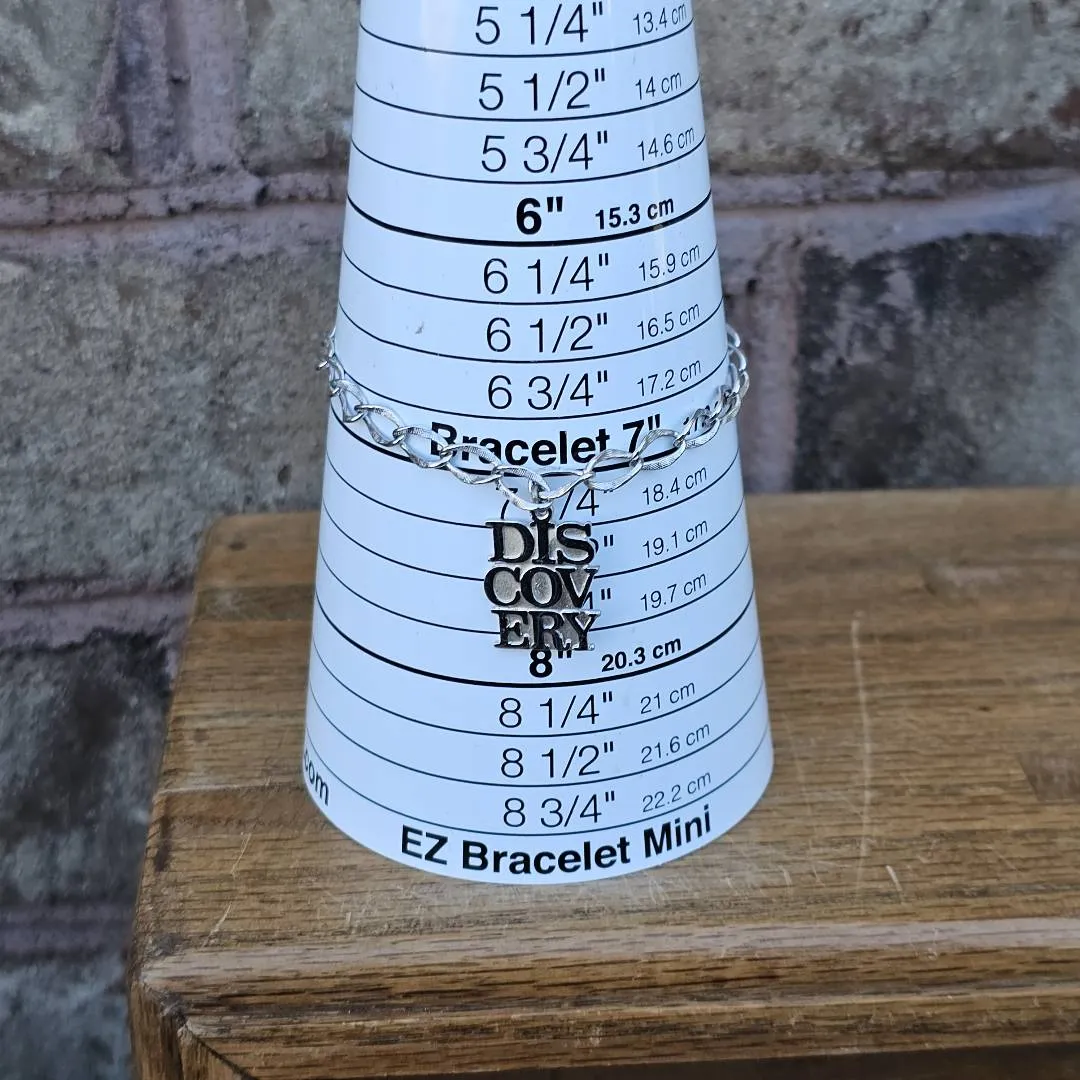 5 1/4" 13.4 cm
5 1/2" 14 cm
5 3/4" 14.6 cm
6" 15.3 cm
6 1/4" 15.9 cm
6 1/2" 16.5 cm
6 3/4" 17.2 cm
Bracelet 7"
/4" 18.4 cm
19.1 cm
19.7 cm
DIS
COV
ERY
8" 20.3 cm
8 1/4" 21 cm
8 1/2" 21.6 cm
8 3/4" 22.2 cm
.com
EZ Bracelet Mini